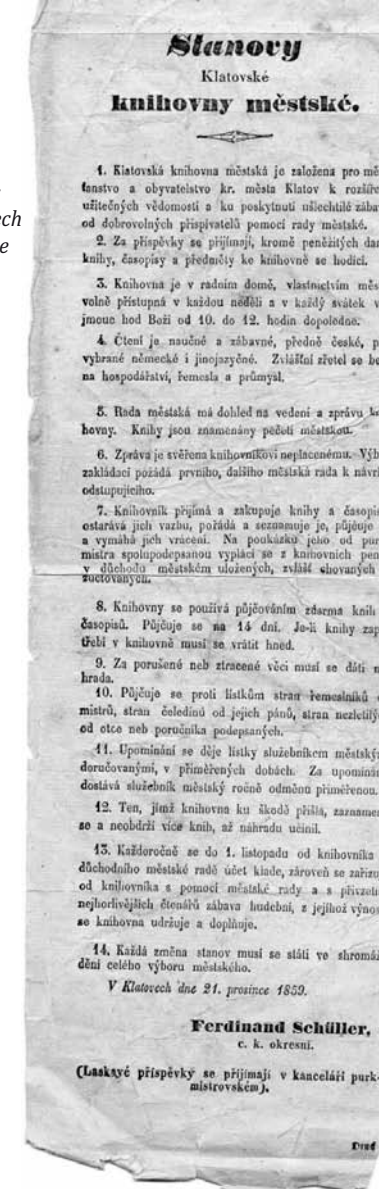 ech
e
Stanovy
Klatovské
knihovny městské.
1. Klatovská knihovna městská je založena pro mě
ťanstvo a obyvatelstvo kr. města Klatov k rozšíře
užitečných vědomostí a ku poskytnutí ušlechtilé zába
od dobrovolných přispívatelů pomocí rady městské.
2. Za příspěvky se přijímají, kromě peněžitých dar
knihy, časopisy a předměty ke knihovně se hodící.
3. Knihovna je v radním domě, vlastnictvím měs
volně přístupná v každou neděli a v každý svátek v
jmouc hod Boží od 10. do 12. hodin dopoledne.
4. Čtení je naučné a zábavné, předně české, p
vybrané německé i jinojazyčné. Zvláštní zřetel se be
na hospodářství, řemesla a průmysl.
5. Rada městská má dohled na vedení a zprávu kn
hovny. Knihy jsou znamenány pečetí městskou.
6. Zpráva je svěřena knihovníkovi neplacenému. Výb
zakládací požádá prvního, dalšího městská rada k návrh
odstupujícího.
7. Knihovník přijímá a zakupuje knihy a časopis
ostarává jich vazbu, pořádá a seznamuje je, půjčuje
a vymáhá jich vrácení. Na poukázku jeho od pur
mistra spolupodepsanou vyplácí se z knihovních pen
v důchodu městském uložených, zvlášť chovaných
zučtovaných.
8. Knihovny se používá půjčováním zdarma knih
časopisů. Půjčuje se na 14 dní. Je-li knihy zap
třebí v knihovně musí se vrátit hned.
9. Za porušené neb ztracené věci musí se dáti n
hrada.
10. Půjčuje se proti lístkům stran řemeslníků
mistrů, stran čeledínů od jejich pánů, stran nezletilý
od otce neb poručníka podepsaných.
11. Upomínání se děje lístky služebníkem městský
doručovanými, v přiměřených dobách. Za upomínán
dostává služebník městský ročně odměnu přiměřenou.
12. Ten, jímž knihovna ku škodě přišla, zazname
se a neobdrží více knih, až náhradu učinil.
13. Každoročně se do 1. listopadu od knihovníka
důchodního městské radě účet klade, zároveň se zařizu
od knihovníka s pomocí městské rady a s přivzetí
nejhorlivějších čtenářů zábava hudební, z jejíhož výnos
se knihovna udržuje a doplňuje.
14. Každá změna stanov musí se státi ve shromáž
dění celého výboru městského.
V Klatovech dne 21. prosince 1859.
Ferdinand Schüller,
c. k. okresní.
(Laskavé příspěvky se přijímají v kanceláři purk-
mistrovském).